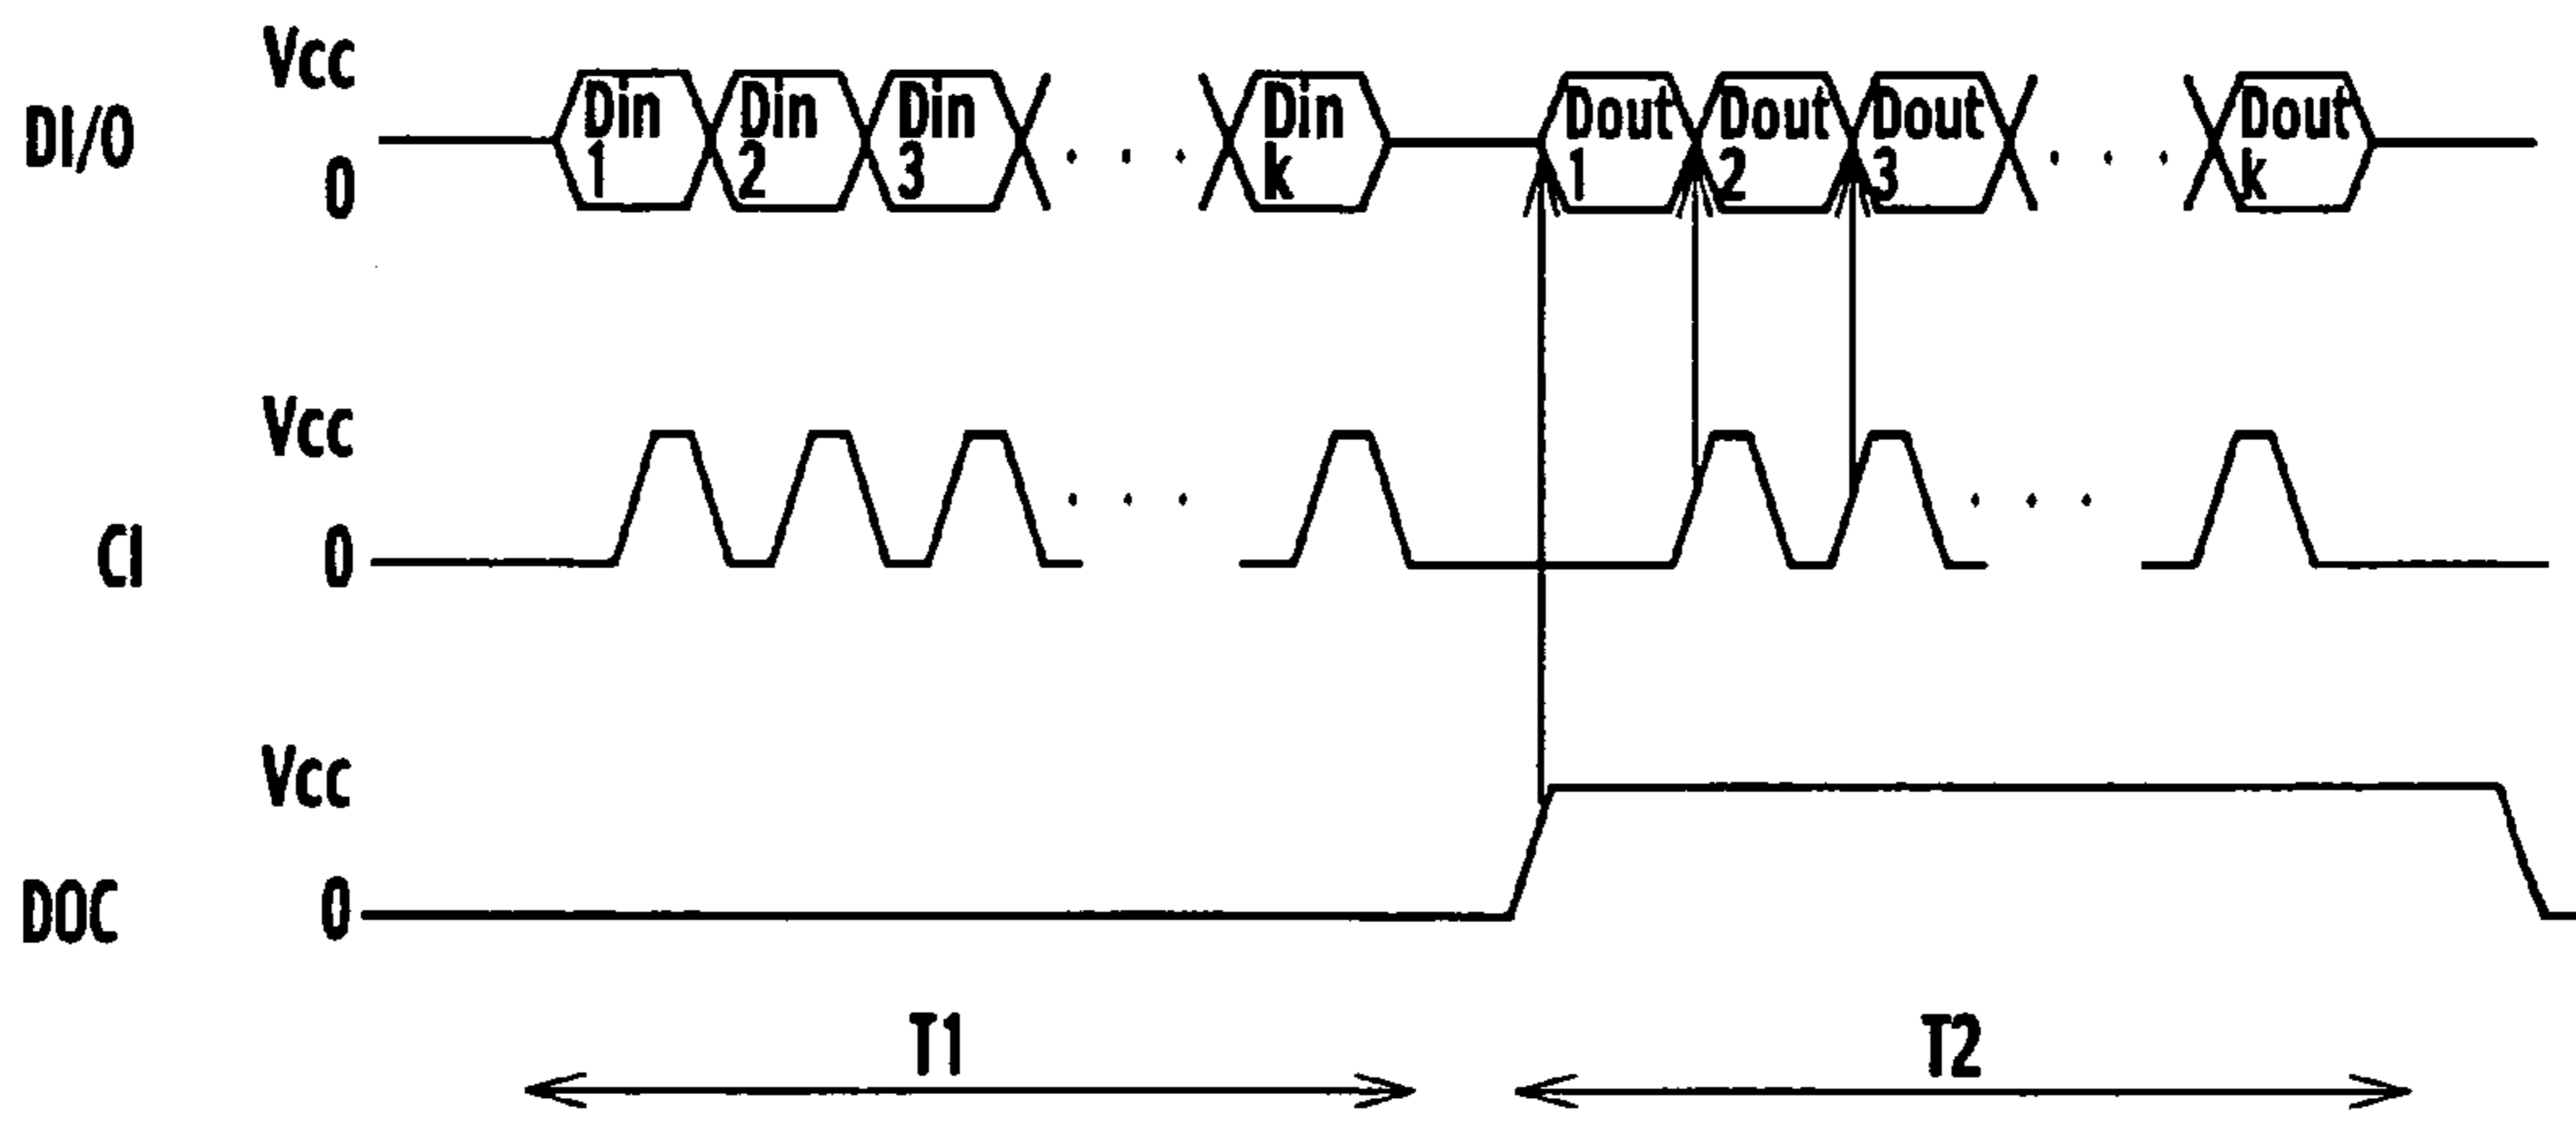 Vcc
DI/O
0
Din 1
Din 2
Din 3
. . .
Din k
Dout 1
Dout 2
Dout 3
. . .
Dout k
Vcc
CI
0
. . .
. . .
Vcc
DOC
0
T1
T2